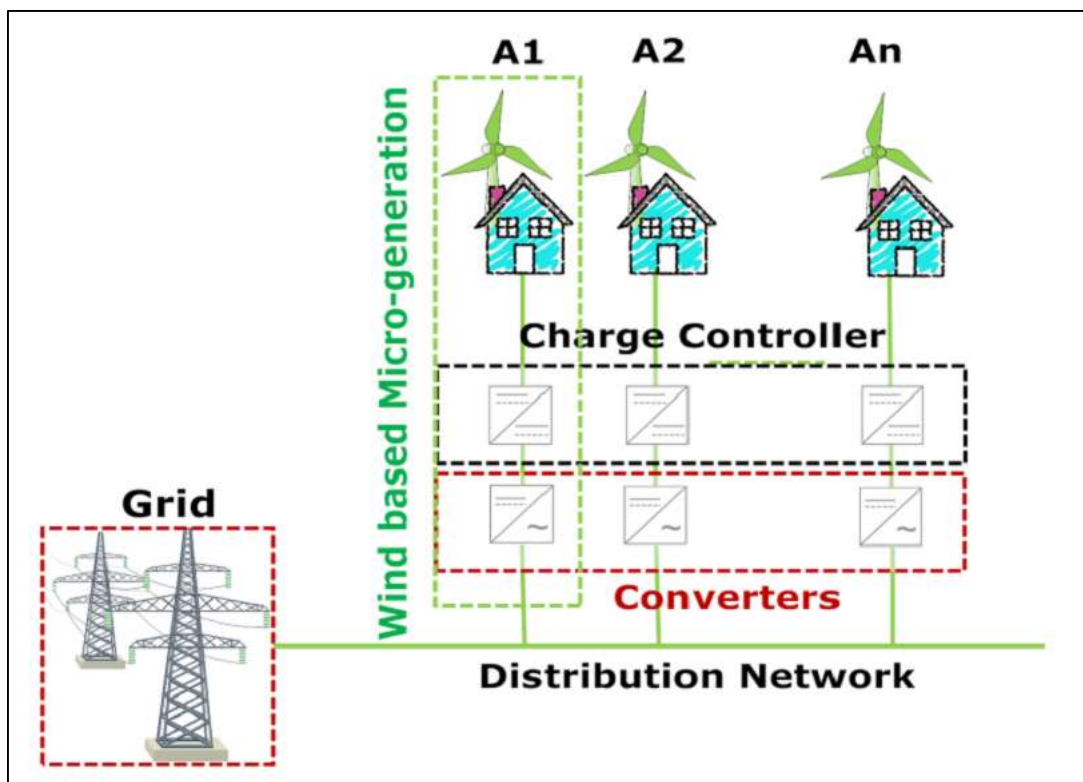 A1
A2
An
Wind based Micro-generation
Charge Controller
Grid
Converters
Distribution Network